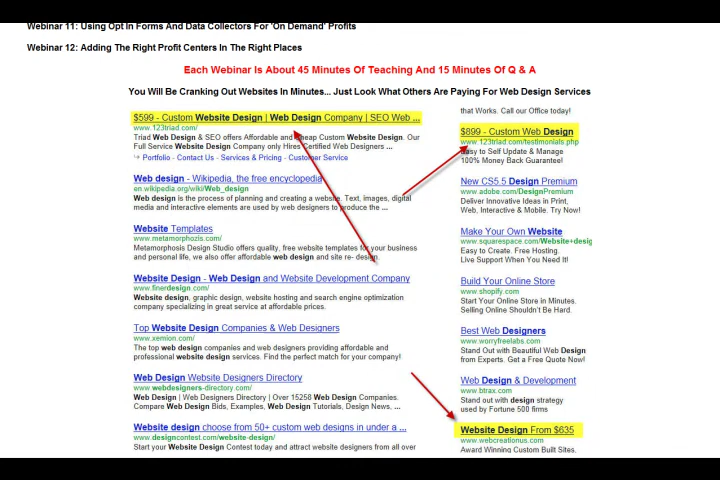 Webinar 11: Using Opt In Forms And Data Collectors For 'On Demand' Profits
Webinar 12: Adding The Right Profit Centers In The Right Places
Each Webinar Is About 45 Minutes Of Teaching And 15 Minutes Of Q & A
You Will Be Cranking Out Websites In Minutes... Just Look What Others Are Paying For Web Design Services
$599 - Custom Website Design | Web Design Company | SEO Web ...
www.123triad.com/
Triad Web Design & SEO offers Affordable and Cheap Custom Website Design. Our
Full Service Website Design Company only Hires Certified Web Designers ...
Portfolio - Contact Us - Services & Pricing - Customer Service
Web design - Wikipedia, the free encyclopedia
en.wikipedia.org/wiki/Web_design
Web design is the process of planning and creating a website. Text, images, digital
media and interactive elements are used by web designers to produce the ...
Website Templates
www.metamorphozis.com/
Metamorphozis Design Studio offers quality, free website templates for your business
and personal life, we also offer affordable web design and site re- design.
Website Design - Web Design and Website Development Company
www.finerdesign.com/
Website design, graphic design, website hosting and search engine optimization
company specializing in great service at affordable prices.
Top Website Design Companies & Web Designers
www.xemion.com/
The top web design companies and web designers providing affordable and
professional website design services. Find the perfect match for your company!
Web Design Website Designers Directory
www.webdesigners-directory.com/
Web Design | Web Designers Directory | Over 15258 Web Design Companies.
Compare Web Design Bids, Examples, Web Design Tutorials, Design News, ...
Website design choose from 50+ custom web designs in under a ...
www.designcontest.com/website-design/
Start your Website Design Contest today and attract website designers from all over
that Works. Call our Office today!
$899 - Custom Web Design
www.123triad.com/testimonials.php
Easy to Self Update & Manage
100% Money Back Guarantee!
New CS5.5 Design Premium
www.adobe.com/DesignPremium
Deliver Innovative Ideas in Print,
Web, Interactive & Mobile. Try Now!
Make Your Own Website
www.squarespace.com/Website+desig
Easy to Create. Free Hosting.
Live Support When You Need It!
Build Your Online Store
www.shopify.com
Start Your Online Store in Minutes.
Selling Online Shouldn't Be Hard.
Best Web Designers
www.worryfreelabs.com
Stand Out with Beautiful Web Design
from Experts. Get a Free Quote Now!
Web Design & Development
www.btrax.com
Stand out with design strategy
used by Fortune 500 firms
Website Design From $635
www.webcreationus.com
Award Winning Custom Built Sites,